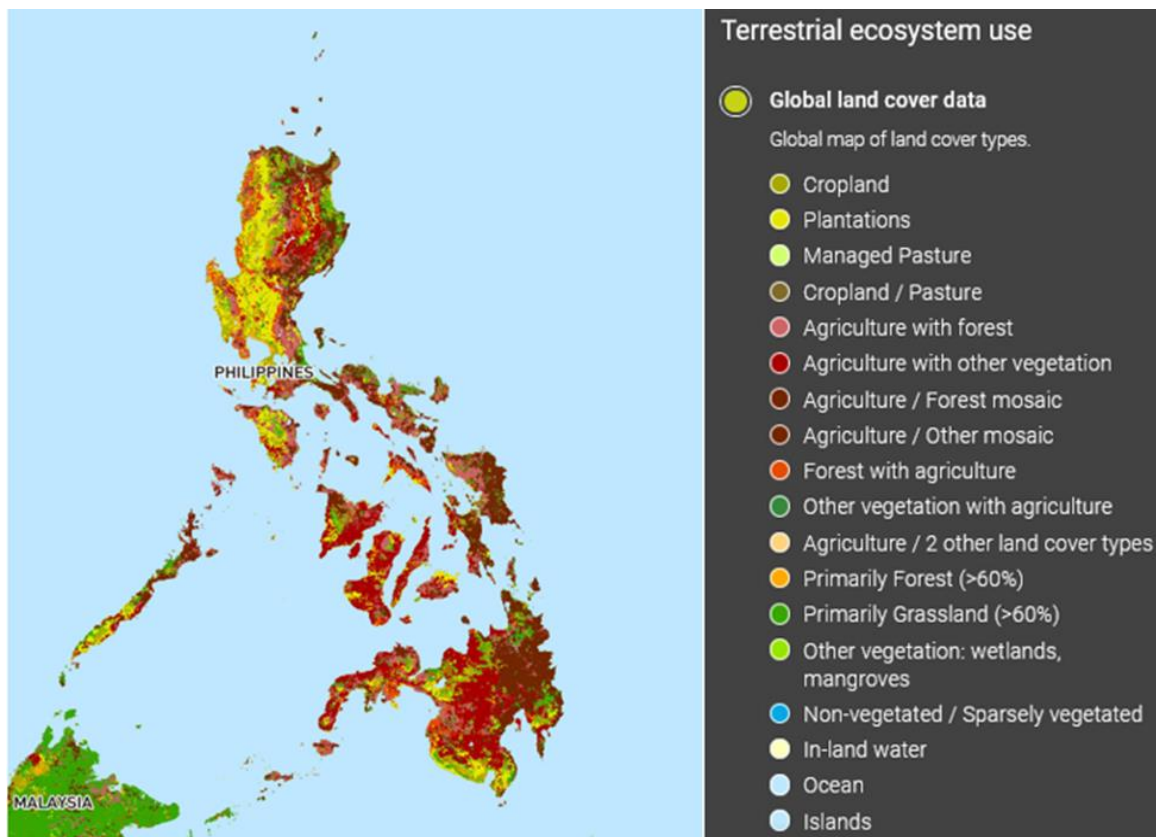 Terrestrial ecosystem use
Global land cover data
Global map of land cover types.
Cropland
Plantations
Managed Pasture
Cropland / Pasture
Agriculture with forest
Agriculture with other vegetation
Agriculture / Forest mosaic
Agriculture / Other mosaic
Forest with agriculture
Other vegetation with agriculture
Agriculture / 2 other land cover types
Primarily Forest (>60%)
Primarily Grassland (>60%)
Other vegetation: wetlands,
mangroves
Non-vegetated / Sparsely vegetated
In-land water
Ocean
Islands
PHILIPPINES
MALAYSIA